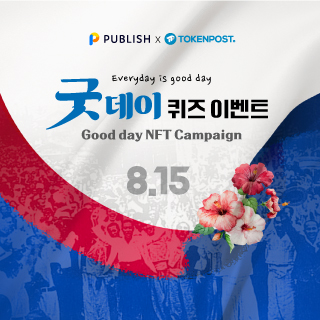 PUBLISH x TOKENPOST.
Everyday is good day
굿데이 퀴즈 이벤트
Good day NFT Campaign
8.15